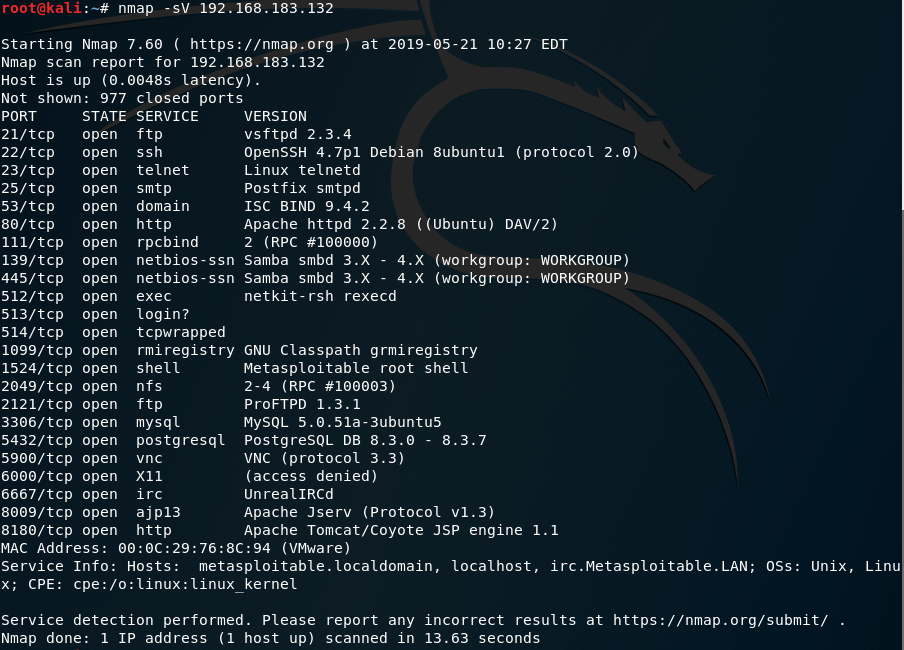 root@kali:~# nmap -sV 192.168.183.132
Starting Nmap 7.60 ( https://nmap.org ) at 2019-05-21 10:27 EDT
Nmap scan report for 192.168.183.132
Host is up (0.0048s latency).
Not shown: 977 closed ports
PORT     STATE SERVICE     VERSION
21/tcp   open  ftp         vsftpd 2.3.4
22/tcp   open  ssh         OpenSSH 4.7p1 Debian 8ubuntu1 (protocol 2.0)
23/tcp   open  telnet      Linux telnetd
25/tcp   open  smtp        Postfix smtpd
53/tcp   open  domain      ISC BIND 9.4.2
80/tcp   open  http        Apache httpd 2.2.8 ((Ubuntu) DAV/2)
111/tcp  open  rpcbind     2 (RPC #100000)
139/tcp  open  netbios-ssn Samba smbd 3.X - 4.X (workgroup: WORKGROUP)
445/tcp  open  netbios-ssn Samba smbd 3.X - 4.X (workgroup: WORKGROUP)
512/tcp  open  exec        netkit-rsh rexecd
513/tcp  open  login?
514/tcp  open  tcpwrapped
1099/tcp open  rmiregistry GNU Classpath grmiregistry
1524/tcp open  shell       Metasploitable root shell
2049/tcp open  nfs         2-4 (RPC #100003)
2121/tcp open  ftp         ProFTPD 1.3.1
3306/tcp open  mysql       MySQL 5.0.51a-3ubuntu5
5432/tcp open  postgresql  PostgreSQL DB 8.3.0 - 8.3.7
5900/tcp open  vnc         VNC (protocol 3.3)
6000/tcp open  X11         (access denied)
6667/tcp open  irc         UnrealIRCd
8009/tcp open  ajp13       Apache Jserv (Protocol v1.3)
8180/tcp open  http        Apache Tomcat/Coyote JSP engine 1.1
MAC Address: 00:0C:29:76:8C:94 (VMware)
Service Info: Hosts:  metasploitable.localdomain, localhost, irc.Metasploitable.LAN; OSs: Unix, Linu
x; CPE: cpe:/o:linux:linux_kernel
Service detection performed. Please report any incorrect results at https://nmap.org/submit/ .
Nmap done: 1 IP address (1 host up) scanned in 13.63 seconds